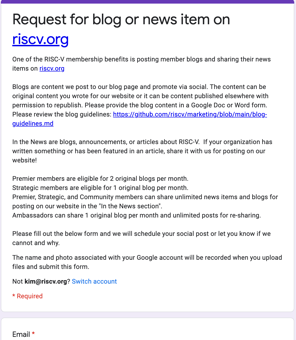 Request for blog or news item on
riscv.org
One of the RISC-V membership benefits is posting member blogs and sharing their news
items on riscv.org
Blogs are content we post to our blog page and promote via social. The content can be
original content you wrote for our website or it can be content published elsewhere with
permission to republish. Please provide the blog content in a Google Doc or Word form.
Please review the blog guidelines: https://github.com/riscv/marketing/blob/main/blog-
guidelines.md
In the News are blogs, announcements, or articles about RISC-V.  If your organization has
written something or has been featured in an article, share it with us for posting on our
website!
Premier members are eligible for 2 original blogs per month.
Strategic members are eligible for 1 original blog per month.
Premier, Strategic, and Community members can share unlimited news items and blogs for
posting on our website in the "In the News section".
Ambassadors can share 1 original blog per month and unlimited posts for re-sharing.
Please fill out the below form and we will schedule your social post or let you know if we
cannot and why.
The name and photo associated with your Google account will be recorded when you upload
files and submit this form.
Not kim@riscv.org? Switch account
* Required
Email *